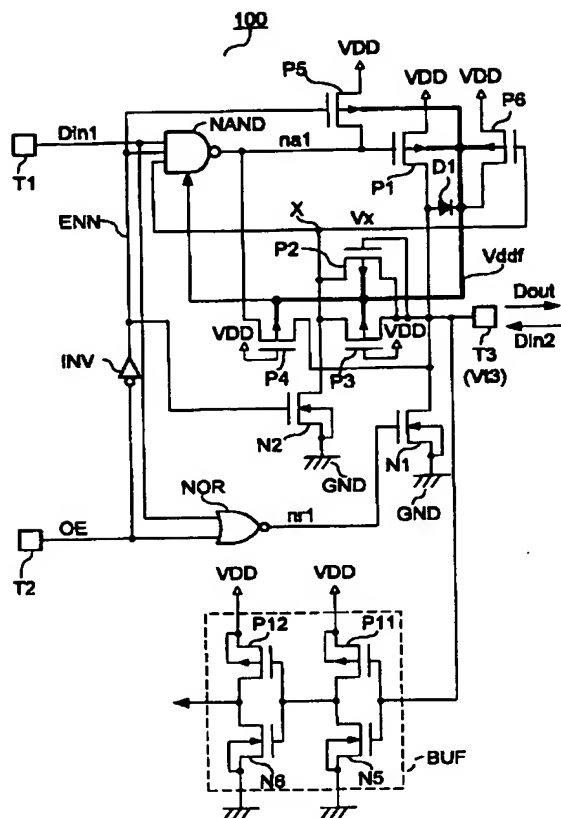 100
VDD
P5
VDD
VDD
P6
Din1
NAND
na1
T1
P1
D1
X
Vx
ENN
P2
Vddf
Dout
VDD
VDD
T3
Din2
(Vt3)
INV
P4
P3
N2
N1
GND
NOR
GND
OE
nr1
T2
VDD
VDD
P12
P11
N6
N5
BUF